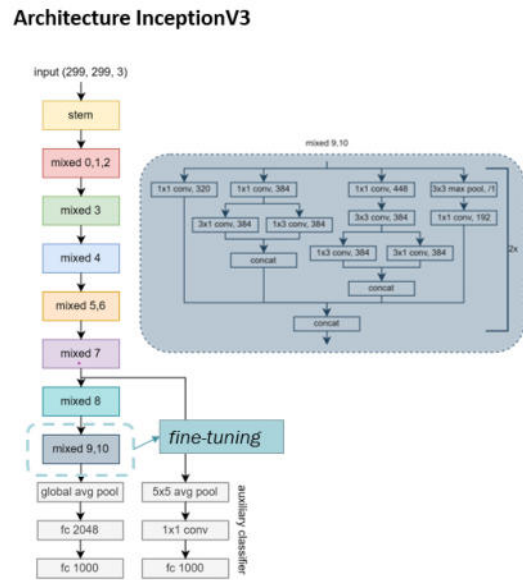 Architecture InceptionV3
input (299, 299, 3)
stem
mixed 0,1,2
mixed 3
mixed 4
mixed 5,6
mixed 7
mixed 8
mixed 9,10
fine-tuning
global avg pool
5x5 avg pool
fc 2048
1x1 conv
fc 1000
fc 1000
auxiliary classifier
mixed 9,10
1x1 conv, 320
1x1 conv, 384
1x1 conv, 448
3x3 max pool, /1
3x1 conv, 384
1x3 conv, 384
3x3 conv, 384
1x1 conv, 192
concat
1x3 conv, 384
3x1 conv, 384
concat
concat
2x